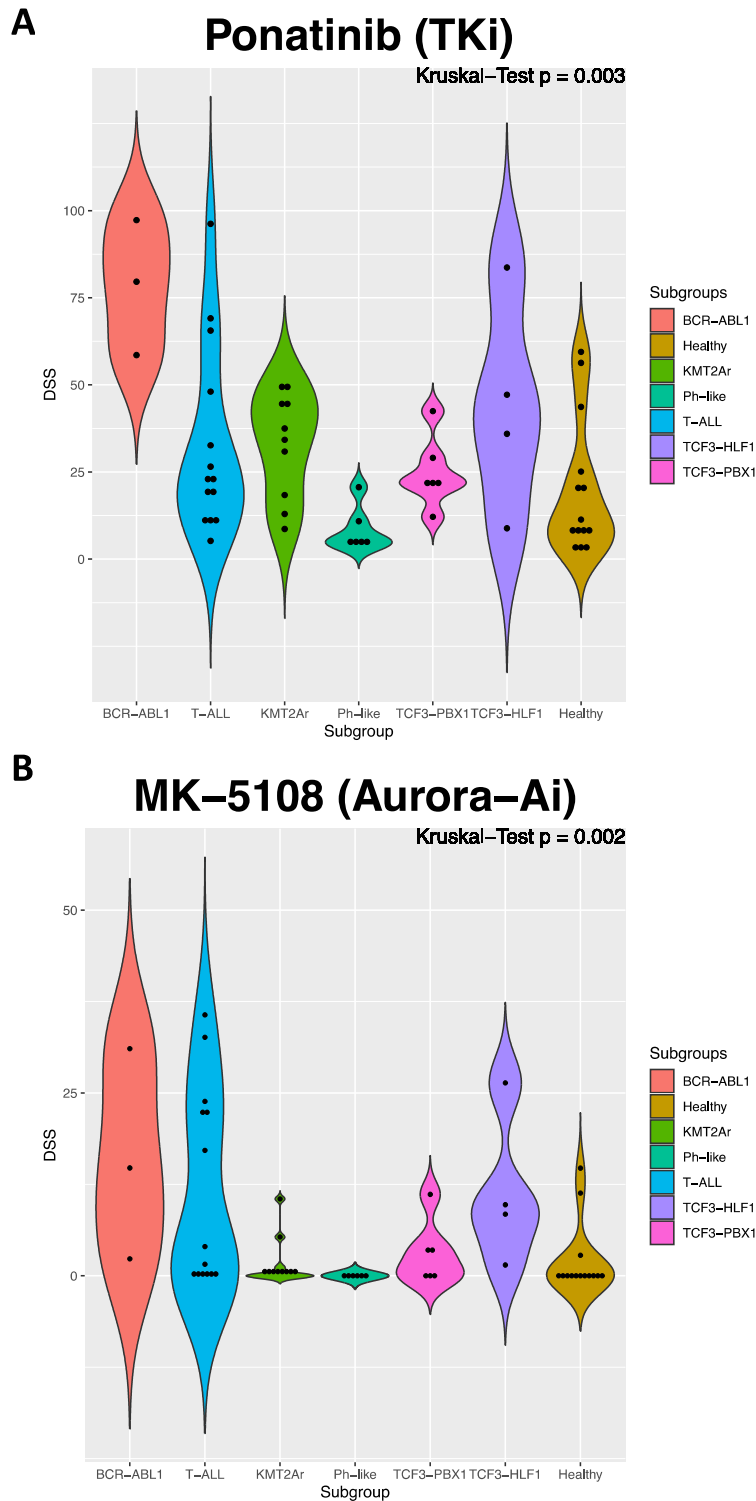 A
Ponatinib (TKi)
Kruskal–Test p = 0.003
100
75
50
25
0
DSS
BCR–ABL1
T–ALL
KMT2Ar
Ph–like
TCF3–PBX1
TCF3–HLF1
Healthy
Subgroup
Subgroups
BCR–ABL1
Healthy
KMT2Ar
Ph–like
T–ALL
TCF3–HLF1
TCF3–PBX1
B
MK–5108 (Aurora–Ai)
Kruskal–Test p = 0.002
50
25
0
DSS
BCR–ABL1
T–ALL
KMT2Ar
Ph–like
TCF3–PBX1
TCF3–HLF1
Healthy
Subgroup
Subgroups
BCR–ABL1
Healthy
KMT2Ar
Ph–like
T–ALL
TCF3–HLF1
TCF3–PBX1